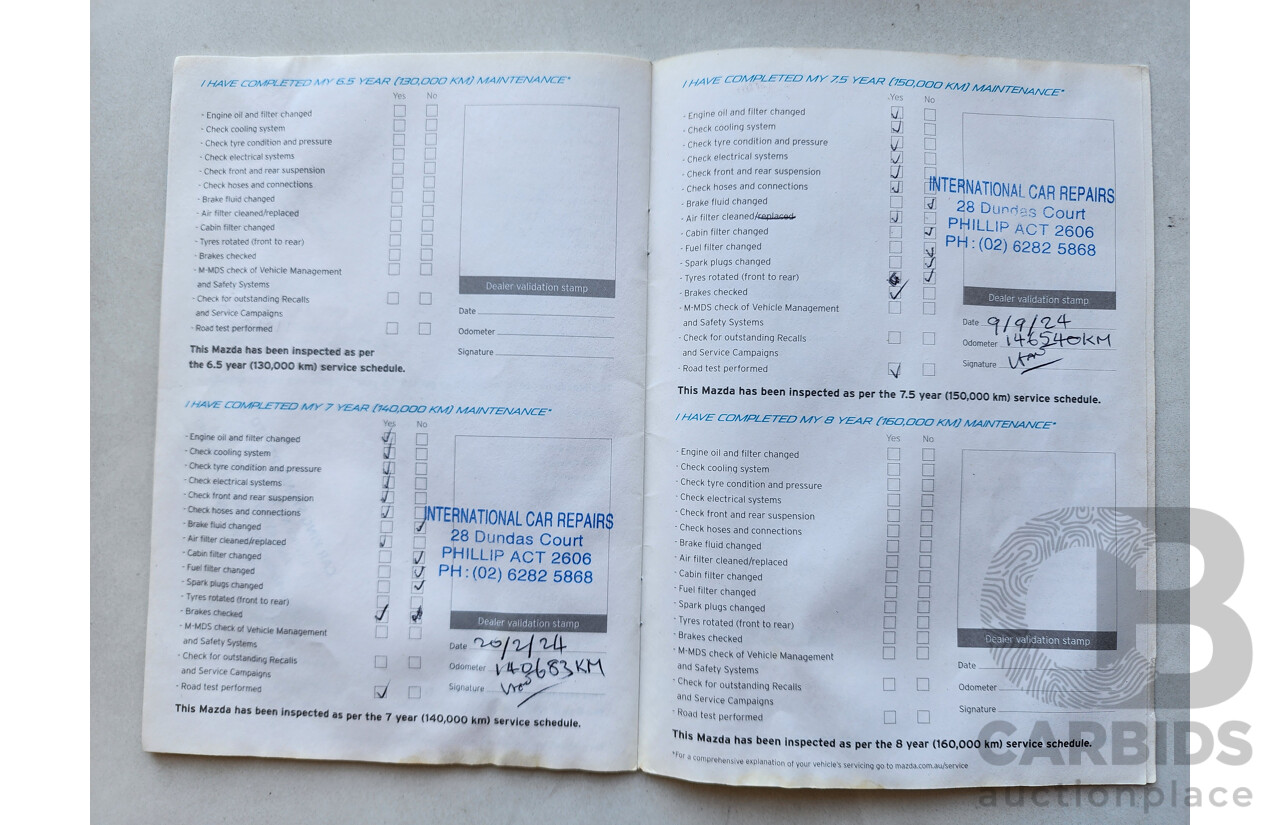 I HAVE COMPLETED MY 6.5 YEAR (130,000 KM) MAINTENANCE*
Yes No
- Engine oil and filter changed
- Check cooling system
- Check tyre condition and pressure
- Check electrical systems
- Check front and rear suspension
- Check hoses and connections
- Brake fluid changed
- Air filter cleaned/replaced
- Cabin filter changed
- Tyres rotated (front to rear)
- Brakes checked
- M-MDS check of Vehicle Management
and Safety Systems
- Check for outstanding Recalls
and Service Campaigns
- Road test performed
Dealer validation stamp
Date
Odometer
Signature
This Mazda has been inspected as per
the 6.5 year (130,000 km) service schedule.
I HAVE COMPLETED MY 7 YEAR (140,000 KM) MAINTENANCE*
Yes No
- Engine oil and filter changed
- Check cooling system
- Check tyre condition and pressure
- Check electrical systems
- Check front and rear suspension
- Check hoses and connections
- Brake fluid changed
- Air filter cleaned/replaced
- Cabin filter changed
- Fuel filter changed
- Spark plugs changed
- Tyres rotated (front to rear)
- Brakes checked
- M-MDS check of Vehicle Management
and Safety Systems
- Check for outstanding Recalls
and Service Campaigns
- Road test performed
INTERNATIONAL CAR REPAIRS
28 Dundas Court
PHILLIP ACT 2606
PH : (02) 6282 5868
Dealer validation stamp
Date 20/2/24
Odometer 140683KM
Signature
This Mazda has been inspected as per the 7 year (140,000 km) service schedule.
I HAVE COMPLETED MY 7.5 YEAR (150,000 KM) MAINTENANCE*
Yes No
- Engine oil and filter changed
- Check cooling system
- Check tyre condition and pressure
- Check electrical systems
- Check front and rear suspension
- Check hoses and connections
- Brake fluid changed
- Air filter cleaned/replaced
- Cabin filter changed
- Fuel filter changed
- Spark plugs changed
- Tyres rotated (front to rear)
- Brakes checked
- M-MDS check of Vehicle Management
and Safety Systems
- Check for outstanding Recalls
and Service Campaigns
- Road test performed
INTERNATIONAL CAR REPAIRS
28 Dundas Court
PHILLIP ACT 2606
PH : (02) 6282 5868
Dealer validation stamp
Date 9/9/24
Odometer 146540KM
Signature
This Mazda has been inspected as per the 7.5 year (150,000 km) service schedule.
I HAVE COMPLETED MY 8 YEAR (160,000 KM) MAINTENANCE*
Yes No
- Engine oil and filter changed
- Check cooling system
- Check tyre condition and pressure
- Check electrical systems
- Check front and rear suspension
- Check hoses and connections
- Brake fluid changed
- Air filter cleaned/replaced
- Cabin filter changed
- Fuel filter changed
- Spark plugs changed
- Tyres rotated (front to rear)
- Brakes checked
- M-MDS check of Vehicle Management
and Safety Systems
- Check for outstanding Recalls
and Service Campaigns
- Road test performed
Dealer validation stamp
Date
Odometer
Signature
This Mazda has been inspected as per the 8 year (160,000 km) service schedule.
*For a comprehensive explanation of your vehicle's servicing go to mazda.com.au/service
CB
CARBIDS
auctionplace